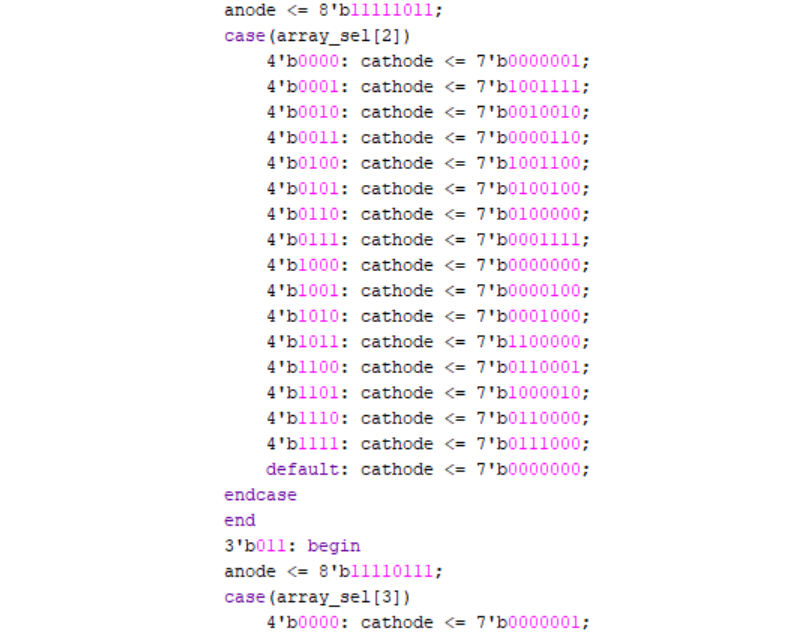 anode <= 8'b11111011;
case(array_sel[2])
4'b0000: cathode <= 7'b0000001;
4'b0001: cathode <= 7'b1001111;
4'b0010: cathode <= 7'b0010010;
4'b0011: cathode <= 7'b0000110;
4'b0100: cathode <= 7'b1001100;
4'b0101: cathode <= 7'b0100100;
4'b0110: cathode <= 7'b0100000;
4'b0111: cathode <= 7'b0001111;
4'b1000: cathode <= 7'b0000000;
4'b1001: cathode <= 7'b0000100;
4'b1010: cathode <= 7'b0001000;
4'b1011: cathode <= 7'b1100000;
4'b1100: cathode <= 7'b0110001;
4'b1101: cathode <= 7'b1000010;
4'b1110: cathode <= 7'b0110000;
4'b1111: cathode <= 7'b0111000;
default: cathode <= 7'b0000000;
endcase
end
3'b011: begin
anode <= 8'b11110111;
case(array_sel[3])
4'b0000: cathode <= 7'b0000001;